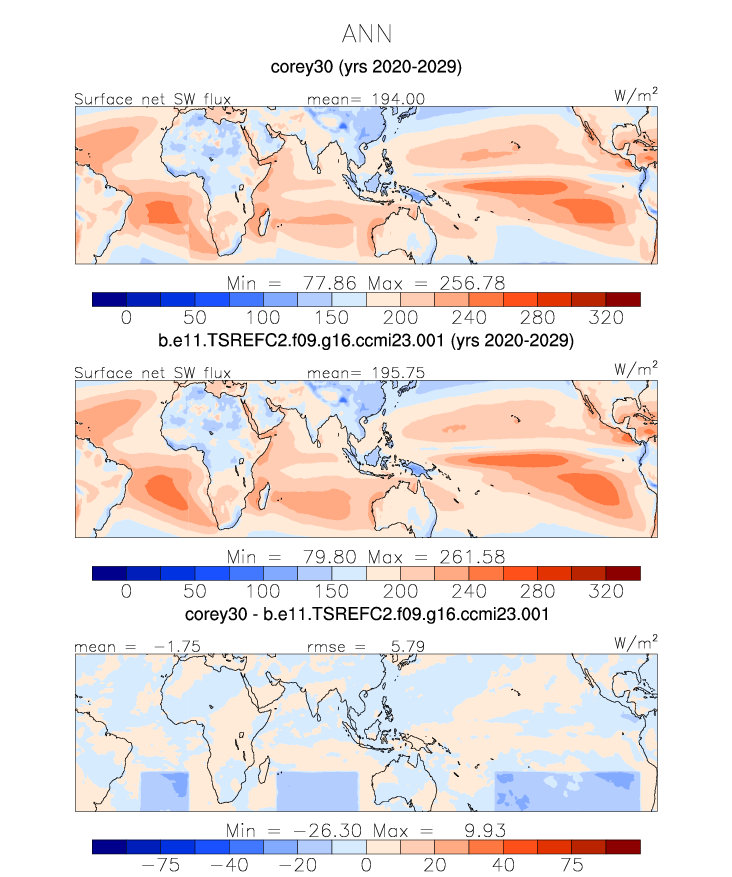 ANN
corey30 (yrs 2020-2029)
Surface net SW flux mean= 194.00 W/m²
Min = 77.86 Max = 256.78
0 50 100 150 200 240 280 320
b.e11.TSREFC2.f09.g16.ccmi23.001 (yrs 2020-2029)
Surface net SW flux mean= 195.75 W/m²
Min = 79.80 Max = 261.58
0 50 100 150 200 240 280 320
corey30 - b.e11.TSREFC2.f09.g16.ccmi23.001
mean = −1.75 rmse = 5.79 W/m²
Min = −26.30 Max = 9.93
−75 −40 −20 0 20 40 75